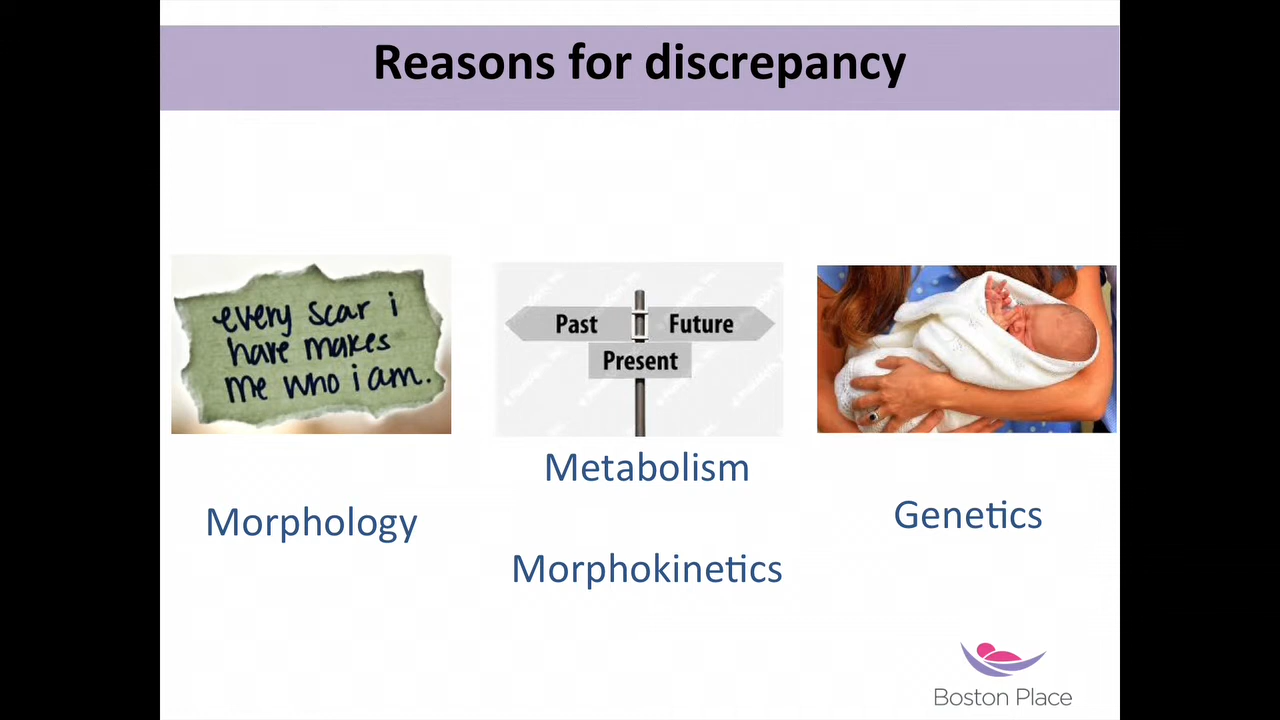 Reasons for discrepancy
every scar i
have makes
me who i am.
Past
Future
Present
Metabolism
Morphology
Genetics
Morphokinetics
Boston Place